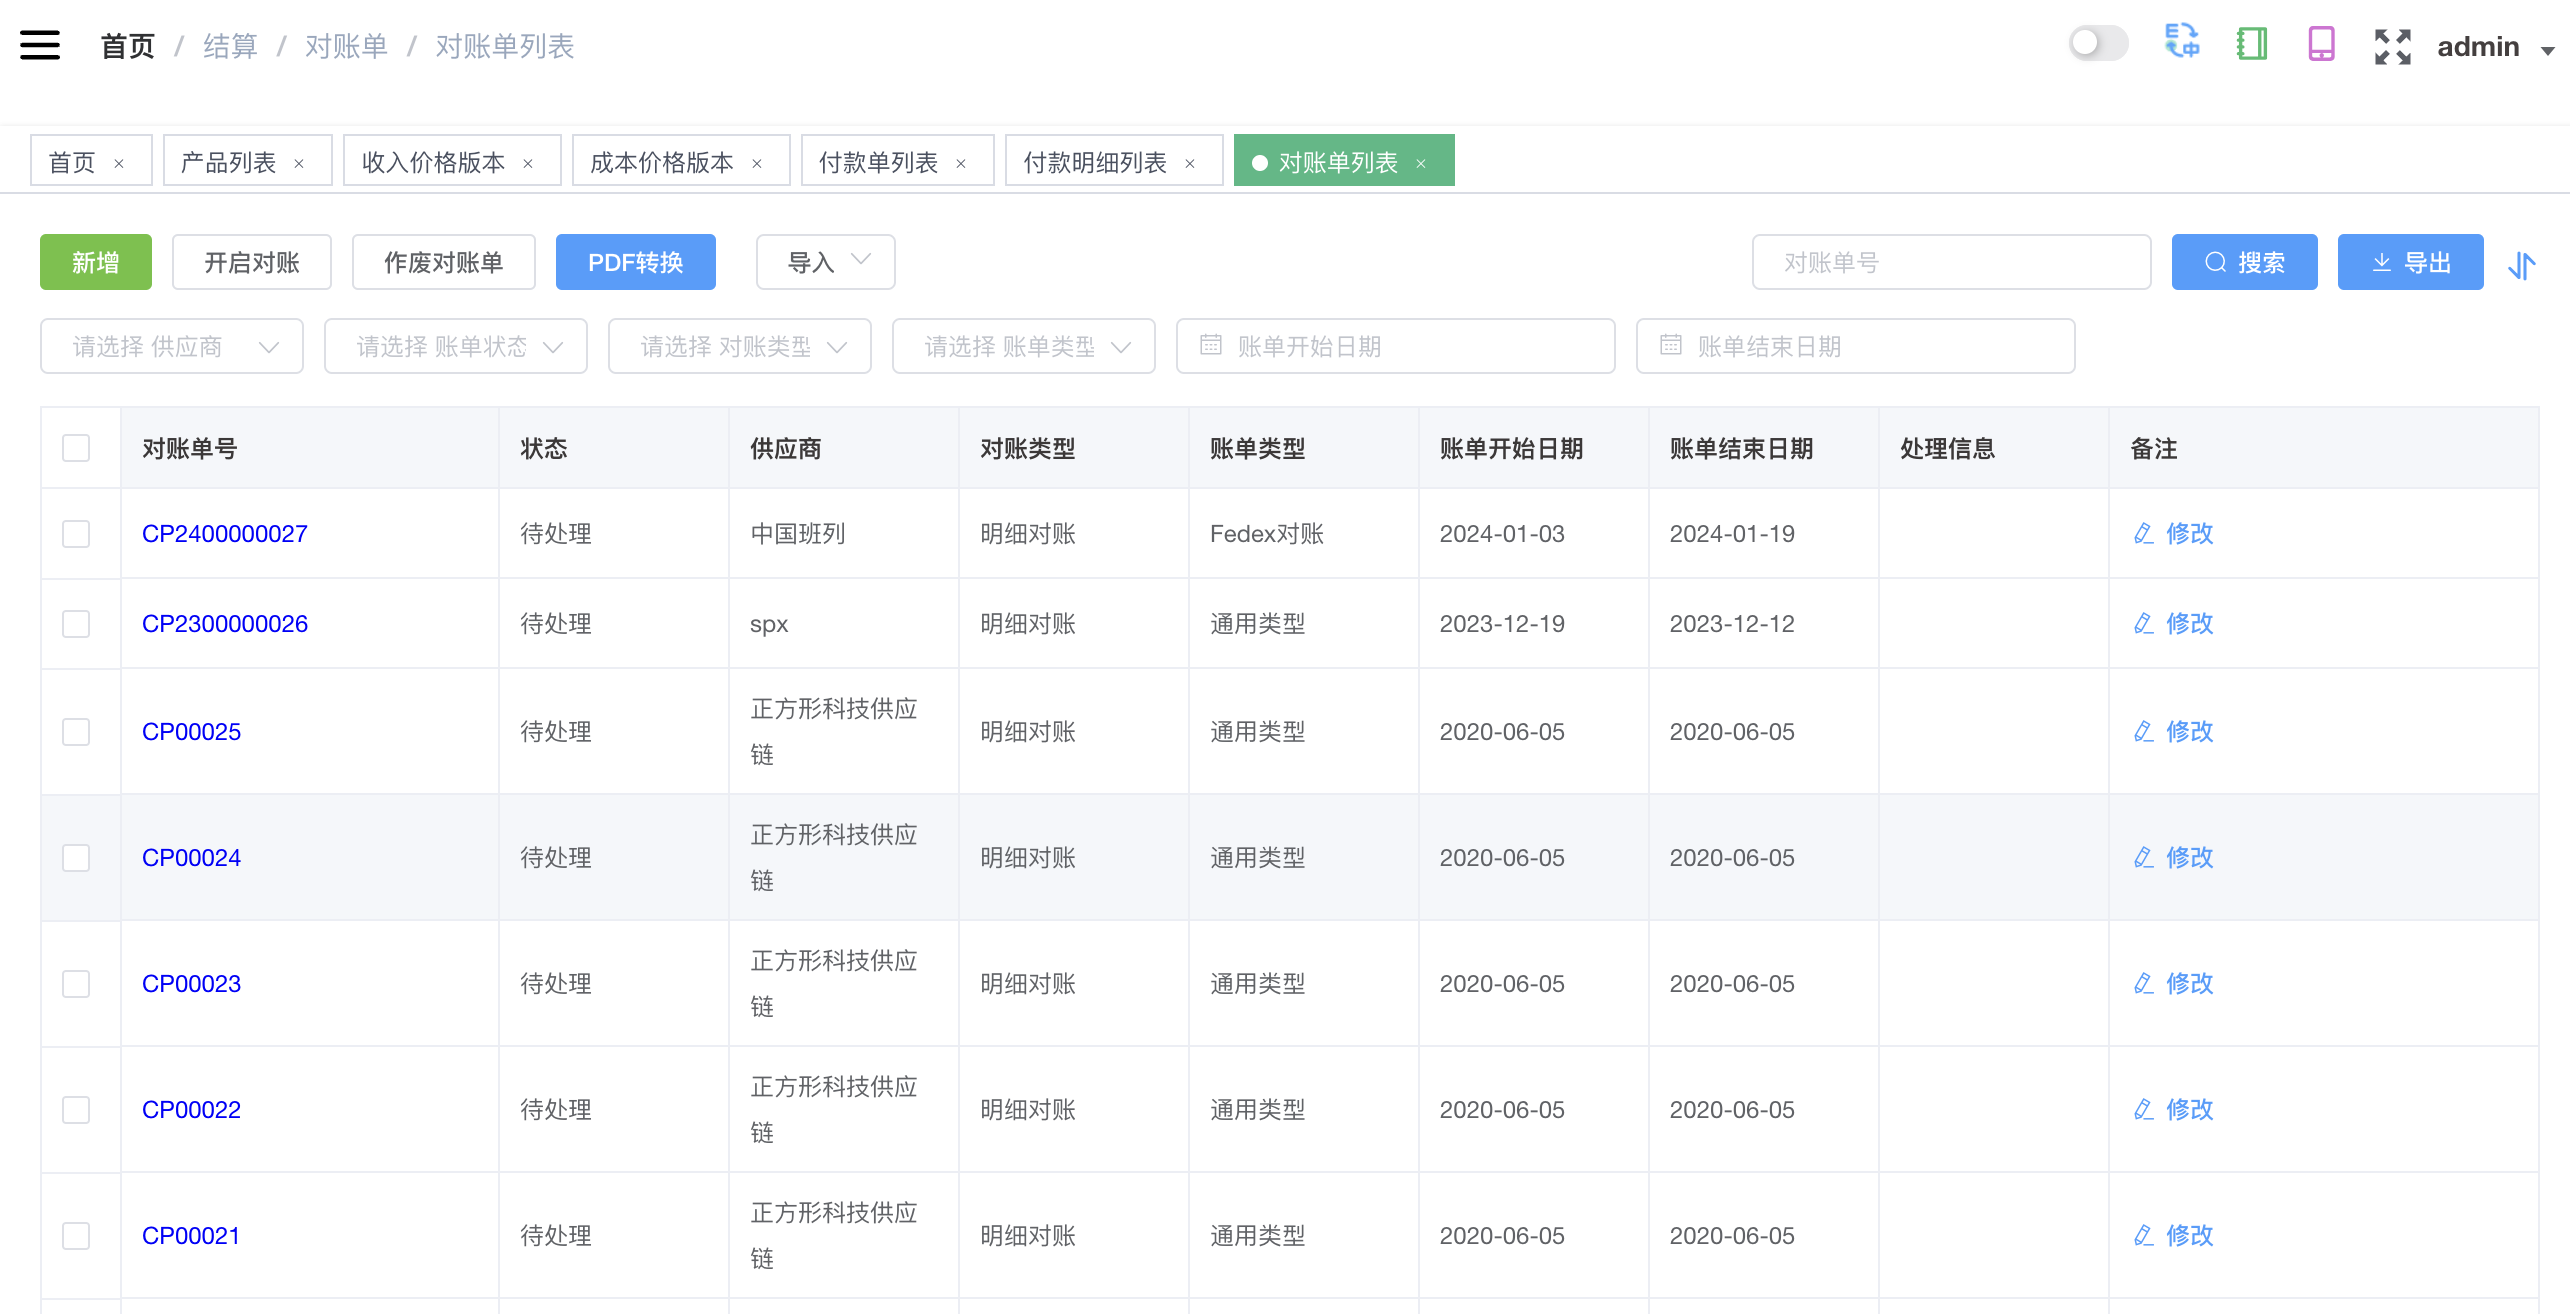 首页 / 结算 / 对账单 / 对账单列表
admin
首页 × 产品列表 × 收入价格版本 × 成本价格版本 × 付款单列表 × 付款明细列表 × 对账单列表 ×
新增 开启对账 作废对账单 PDF转换 导入 对账单号 搜索 导出
请选择 供应商 请选择 账单状态 请选择 对账类型 请选择 账单类型 账单开始日期 账单结束日期
对账单号 状态 供应商 对账类型 账单类型 账单开始日期 账单结束日期 处理信息 备注
CP2400000027 待处理 中国班列 明细对账 Fedex对账 2024-01-03 2024-01-19 修改
CP2300000026 待处理 spx 明细对账 通用类型 2023-12-19 2023-12-12 修改
CP00025 待处理 正方形科技供应 明细对账 通用类型 2020-06-05 2020-06-05 修改
链
CP00024 待处理 正方形科技供应 明细对账 通用类型 2020-06-05 2020-06-05 修改
链
CP00023 待处理 正方形科技供应 明细对账 通用类型 2020-06-05 2020-06-05 修改
链
CP00022 待处理 正方形科技供应 明细对账 通用类型 2020-06-05 2020-06-05 修改
链
CP00021 待处理 正方形科技供应 明细对账 通用类型 2020-06-05 2020-06-05 修改
链